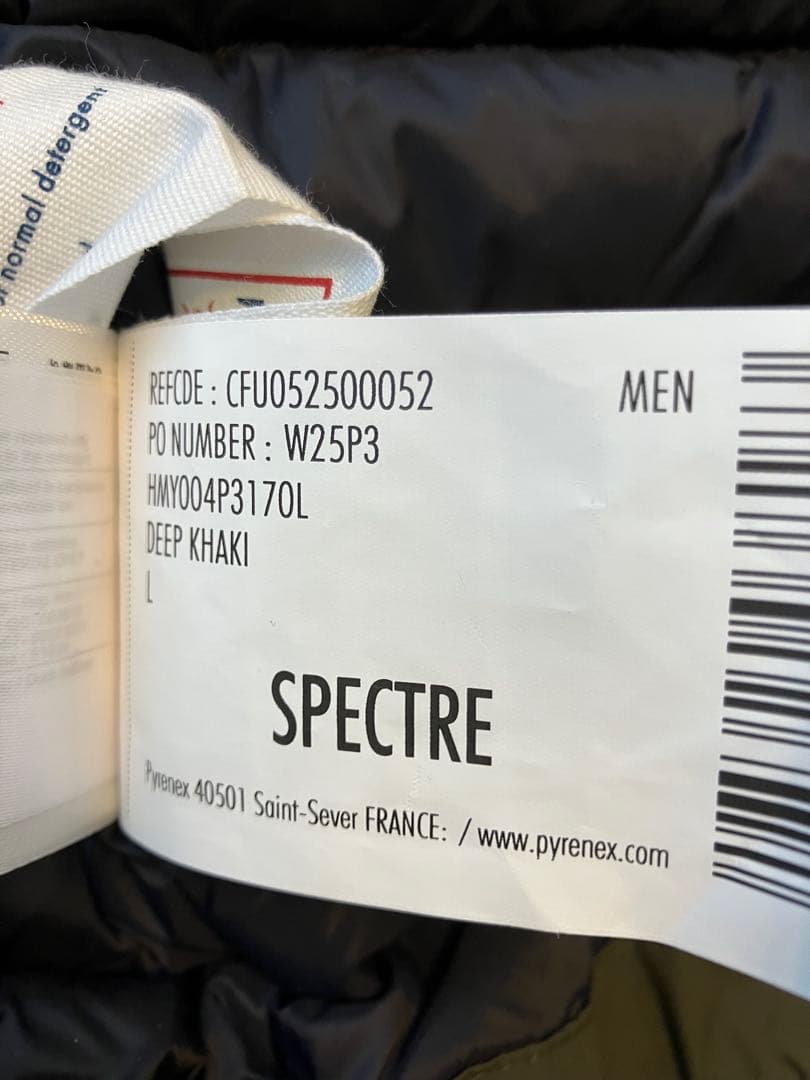 or normal detergent
REFCDE : CFU052500052
MEN
PO NUMBER : W25P3
HMY004P3170L
DEEP KHAKI
L
SPECTRE
Pyrenex 40501 Saint-Sever FRANCE: / www.pyrenex.com